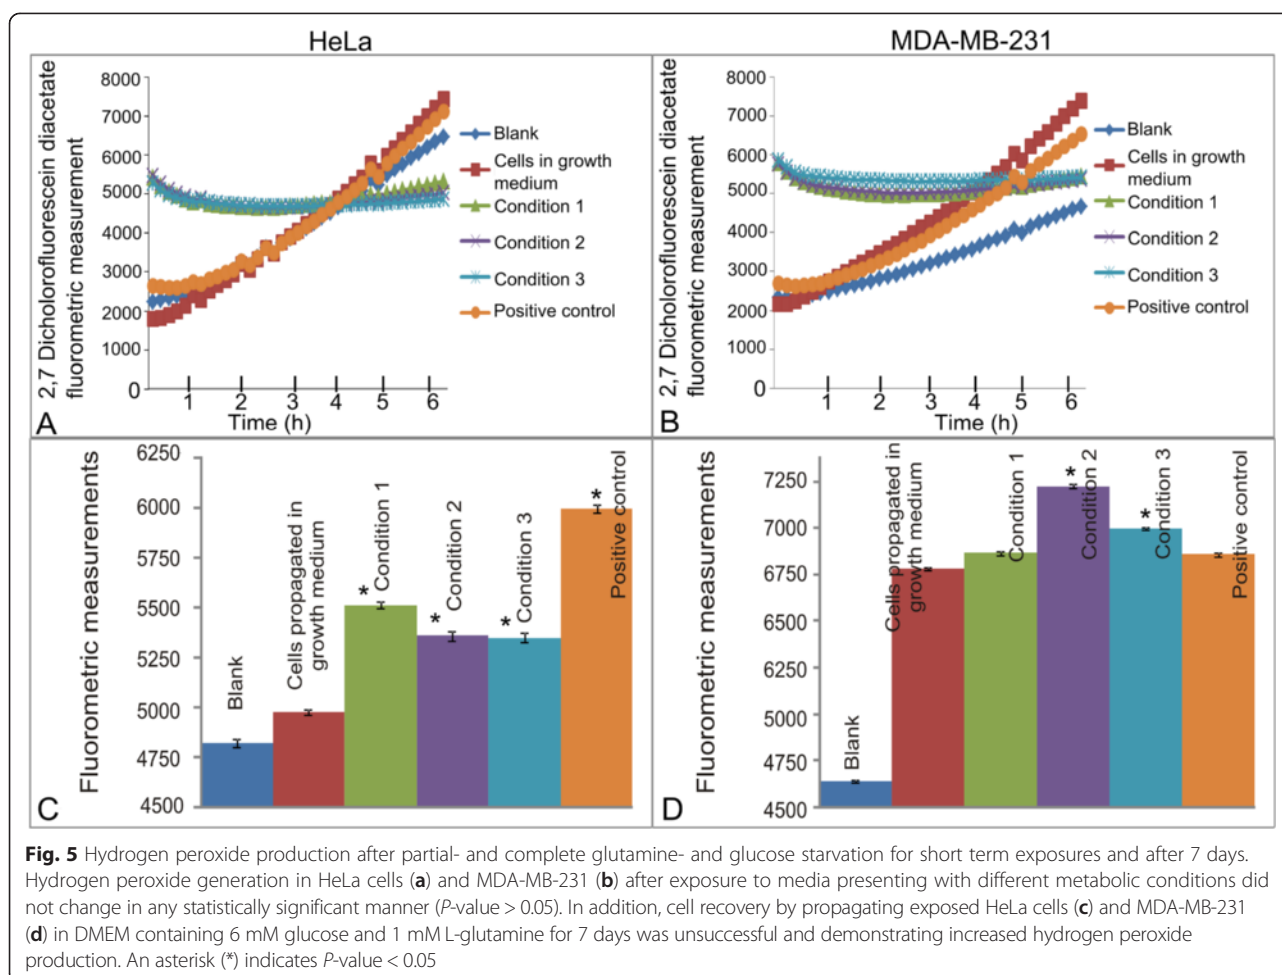 HeLa
MDA-MB-231
2,7 Dicholorofluorescein diacetate
fluorometric measurement
8000
7000
6000
5000
4000
3000
2000
1000
0
1 2 3 4 5 6
Time (h)
A
Blank
Cells in growth
medium
Condition 1
Condition 2
Condition 3
Positive control
2,7 Dicholorofluorescein diacetate
fluorometric measurement
8000
7000
6000
5000
4000
3000
2000
1000
0
1 2 3 4 5 6
Time (h)
B
Blank
Cells in growth
medium
Condition 1
Condition 2
Condition 3
Positive control
Fluorometric measurements
6250
6000
5750
5500
5250
5000
4750
4500
C
Blank
Cells propagated in
growth medium
* Condition 1
* Condition 2
* Condition 3
* Positive control
Fluorometric measurements
7250
7000
6750
6500
6250
5000
4750
4500
D
Blank
Cells propagated in
growth medium
Condition 1
* Condition 2
* Condition 3
Positive control
Fig. 5 Hydrogen peroxide production after partial- and complete glutamine- and glucose starvation for short term exposures and after 7 days.
Hydrogen peroxide generation in HeLa cells (a) and MDA-MB-231 (b) after exposure to media presenting with different metabolic conditions did
not change in any statistically significant manner (P-value > 0.05). In addition, cell recovery by propagating exposed HeLa cells (c) and MDA-MB-231
(d) in DMEM containing 6 mM glucose and 1 mM L-glutamine for 7 days was unsuccessful and demonstrating increased hydrogen peroxide
production. An asterisk (*) indicates P-value < 0.05